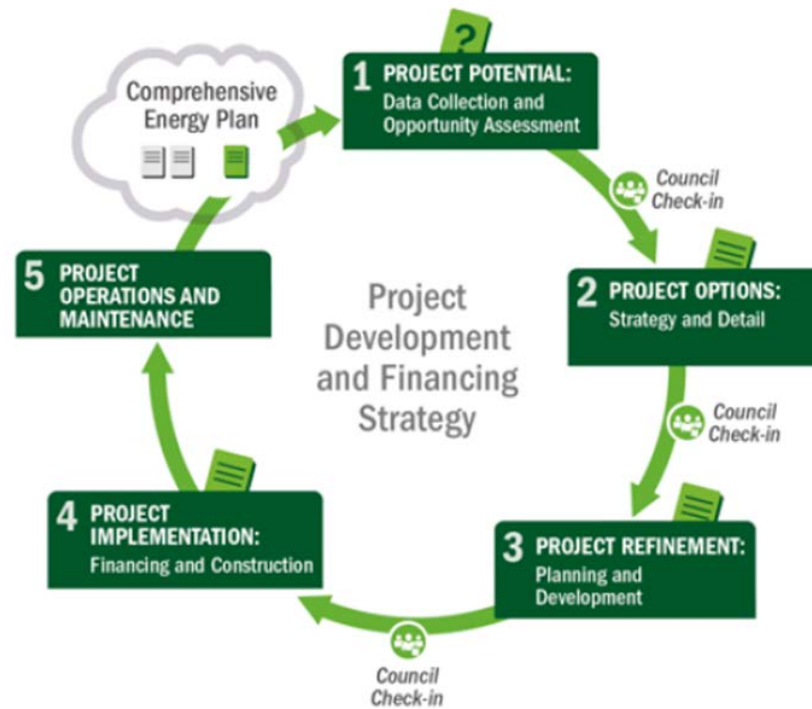 ?
Comprehensive
Energy Plan
1 PROJECT POTENTIAL:
Data Collection and
Opportunity Assessment
Council
Check-in
2 PROJECT OPTIONS:
Strategy and Detail
Council
Check-in
3 PROJECT REFINEMENT:
Planning and
Development
Council
Check-in
4 PROJECT
IMPLEMENTATION:
Financing and Construction
5 PROJECT
OPERATIONS AND
MAINTENANCE
Project
Development
and Financing
Strategy